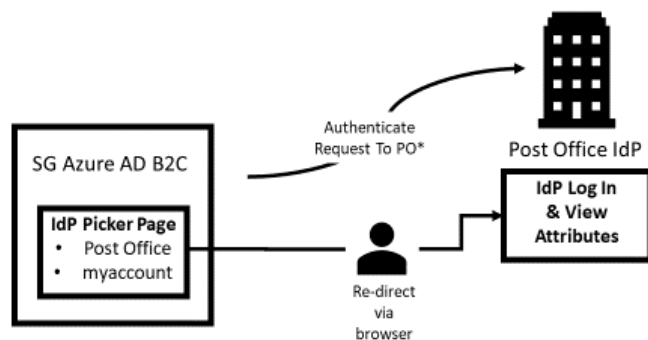 SG Azure AD B2C
IdP Picker Page
• Post Office
• myaccount
Authenticate
Request To PO*
Re-direct
via
browser
Post Office IdP
IdP Log In
& View
Attributes